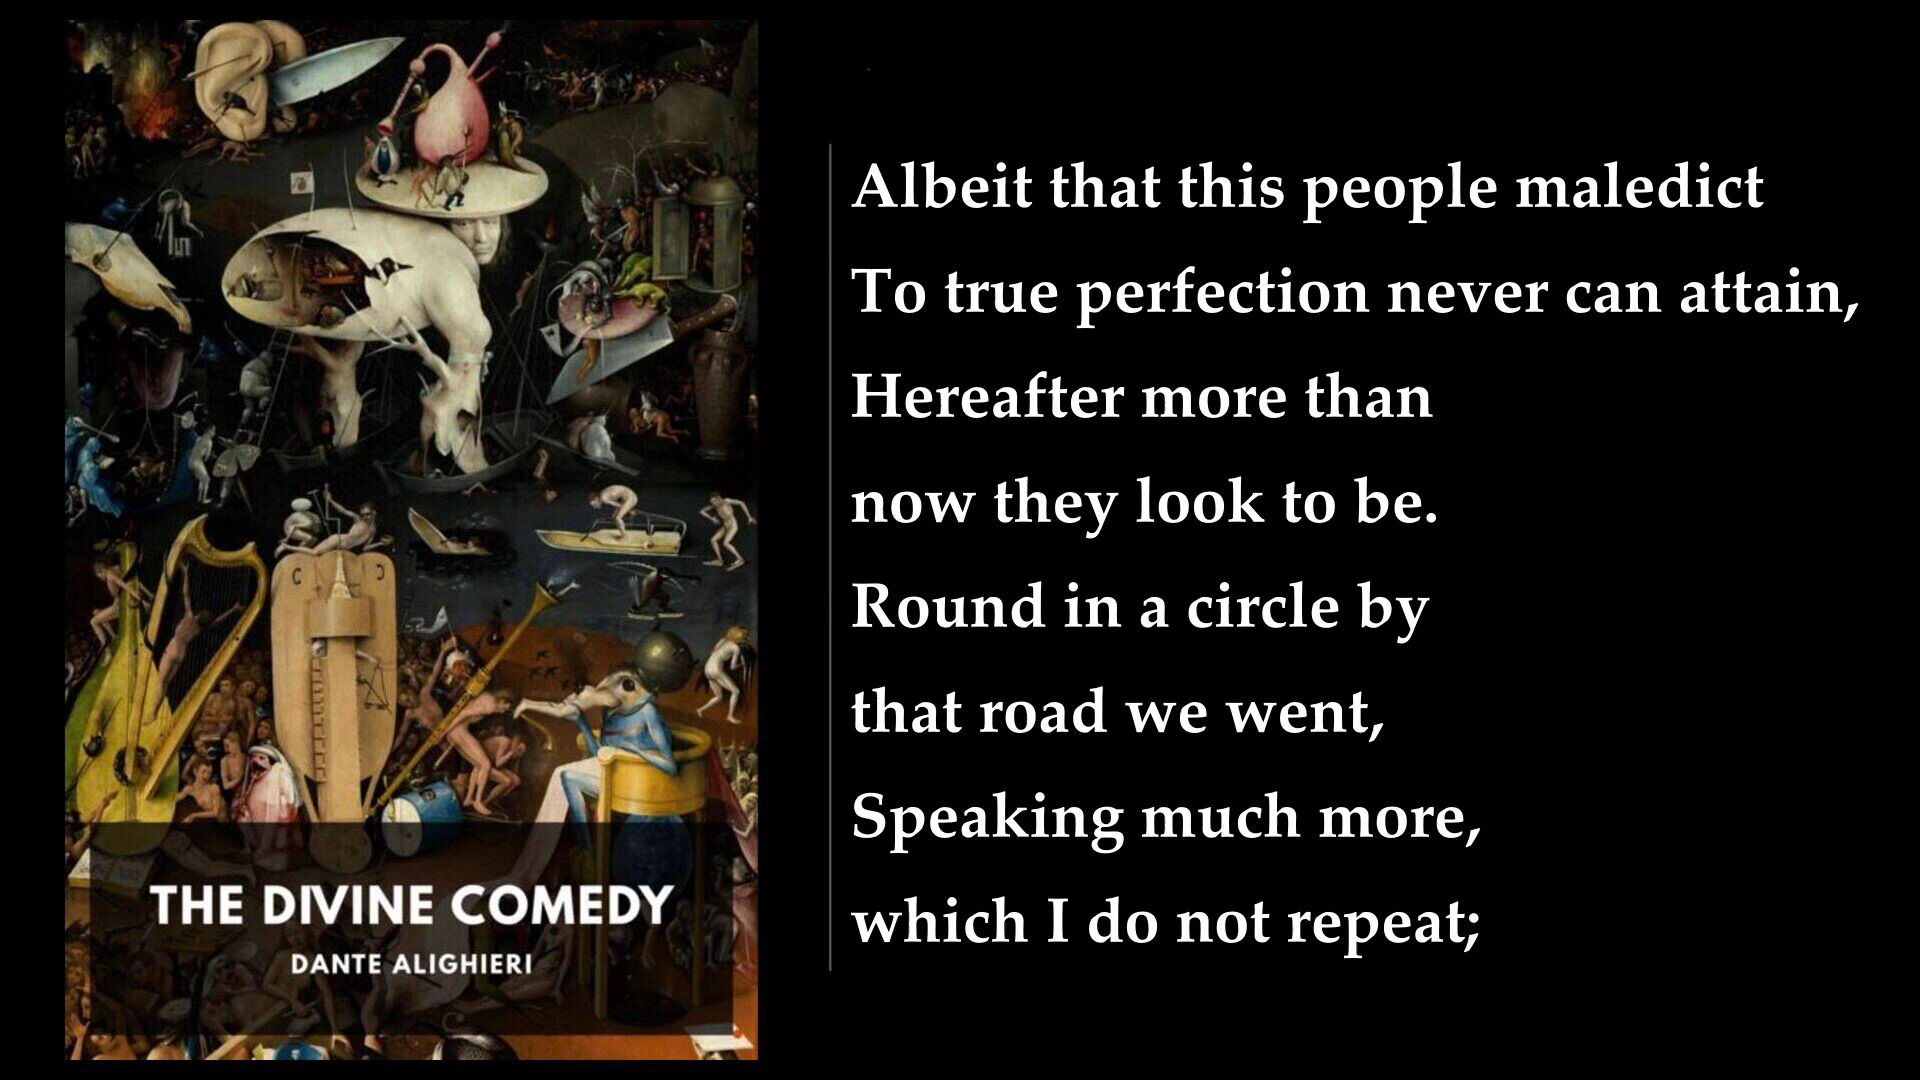 Albeit that this people maledict
To true perfection never can attain,
Hereafter more than
now they look to be.
Round in a circle by
that road we went,
Speaking much more,
which I do not repeat;
THE DIVINE COMEDY
DANTE ALIGHIERI